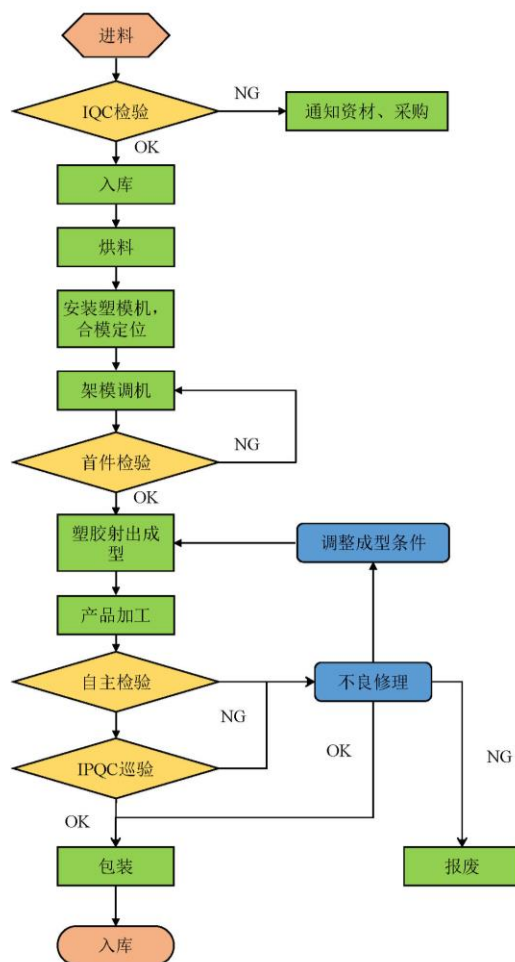 进料
IQC检验
NG
通知资材、采购
OK
入库
烘料
安装塑模机，
合模定位
架模调机
NG
首件检验
OK
塑胶射出成
型
调整成型条件
产品加工
自主检验
不良修理
NG
OK
NG
IPQC巡验
OK
包装
报废
入库